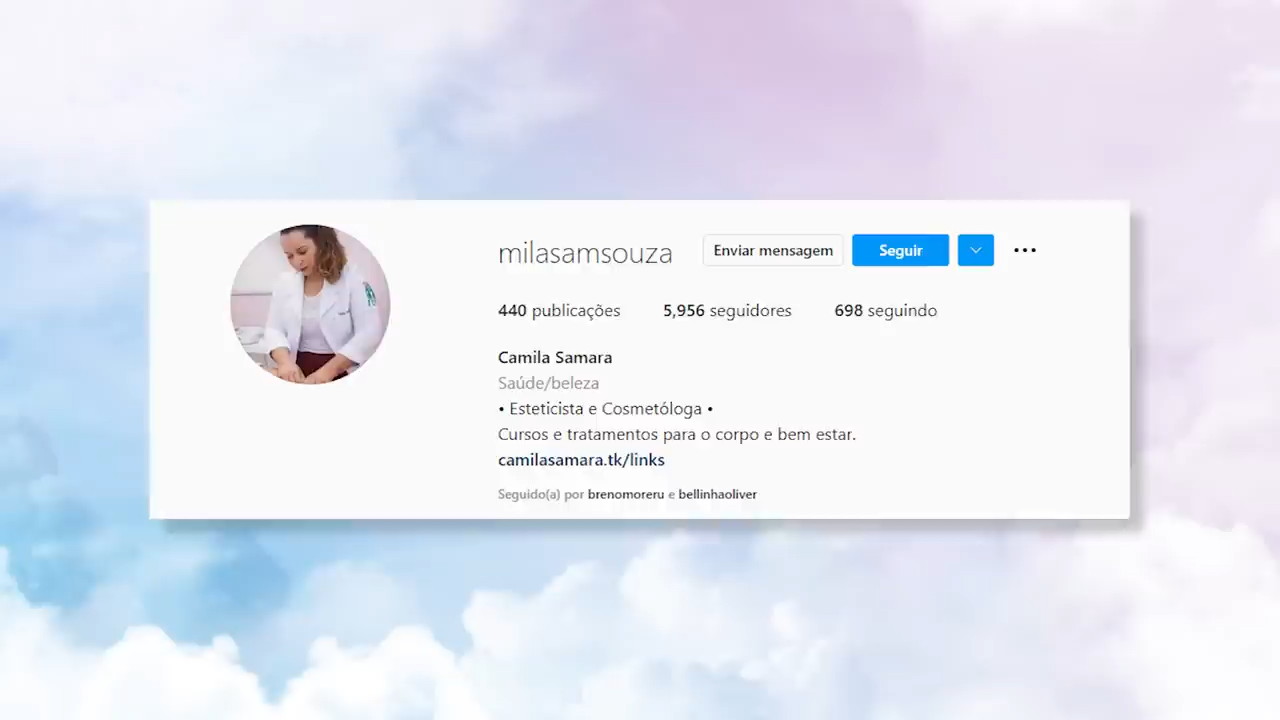 milasamsouza Enviar mensagem Seguir
440 publicações 5,956 seguidores 698 seguindo
Camila Samara
Saúde/beleza
• Esteticista e Cosmetóloga •
Cursos e tratamentos para o corpo e bem estar.
camilasamara.tk/links
Seguido(a) por brenomoreru e bellinhaoliver